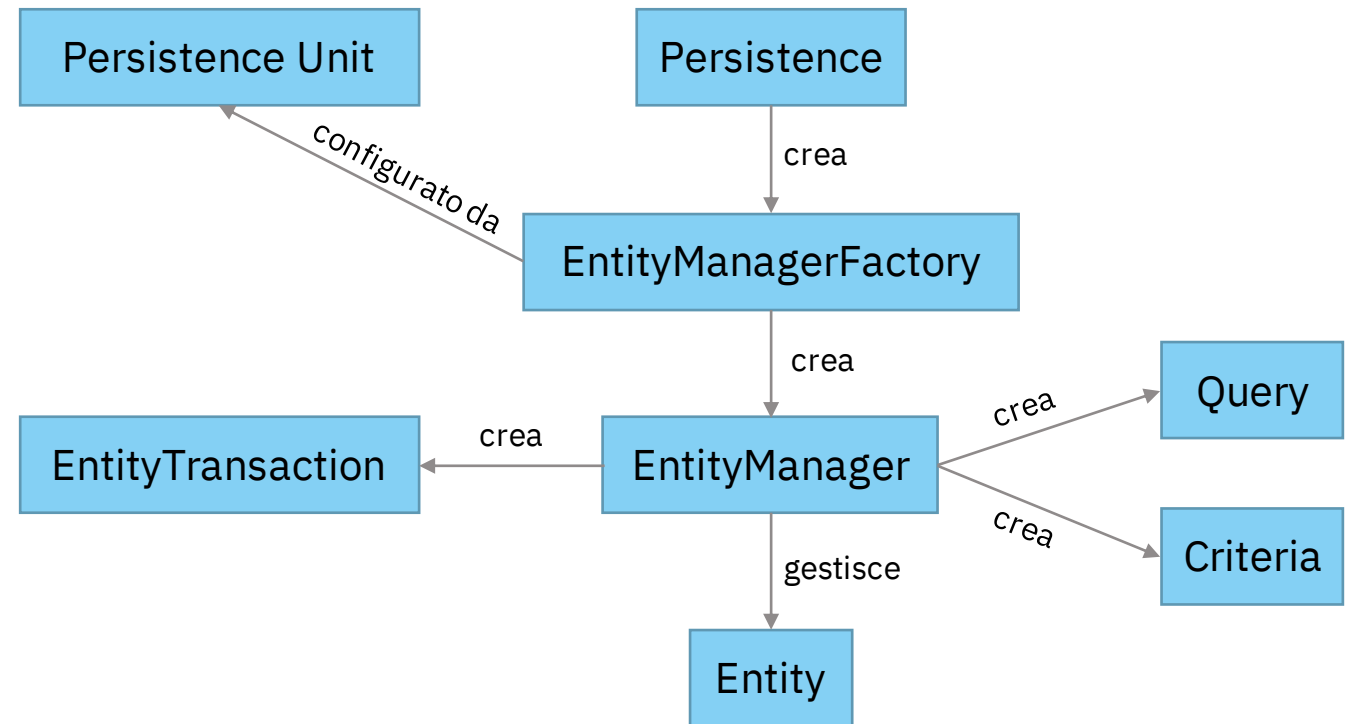 Persistence Unit
Persistence
configurato da
crea
EntityManagerFactory
crea
Query
crea
EntityTransaction
crea
EntityManager
crea
Criteria
gestisce
Entity